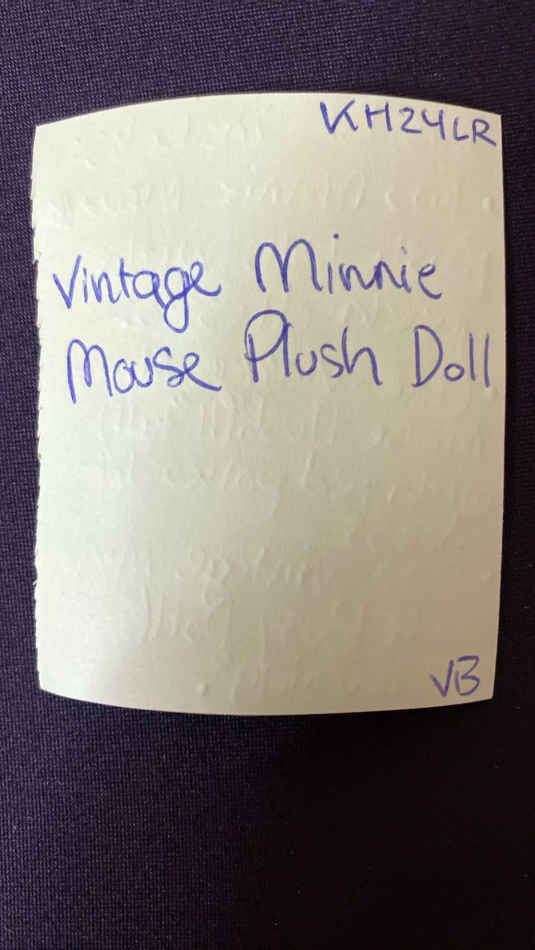 KH24LR
Vintage Minnie
Mouse Plush Doll
VB